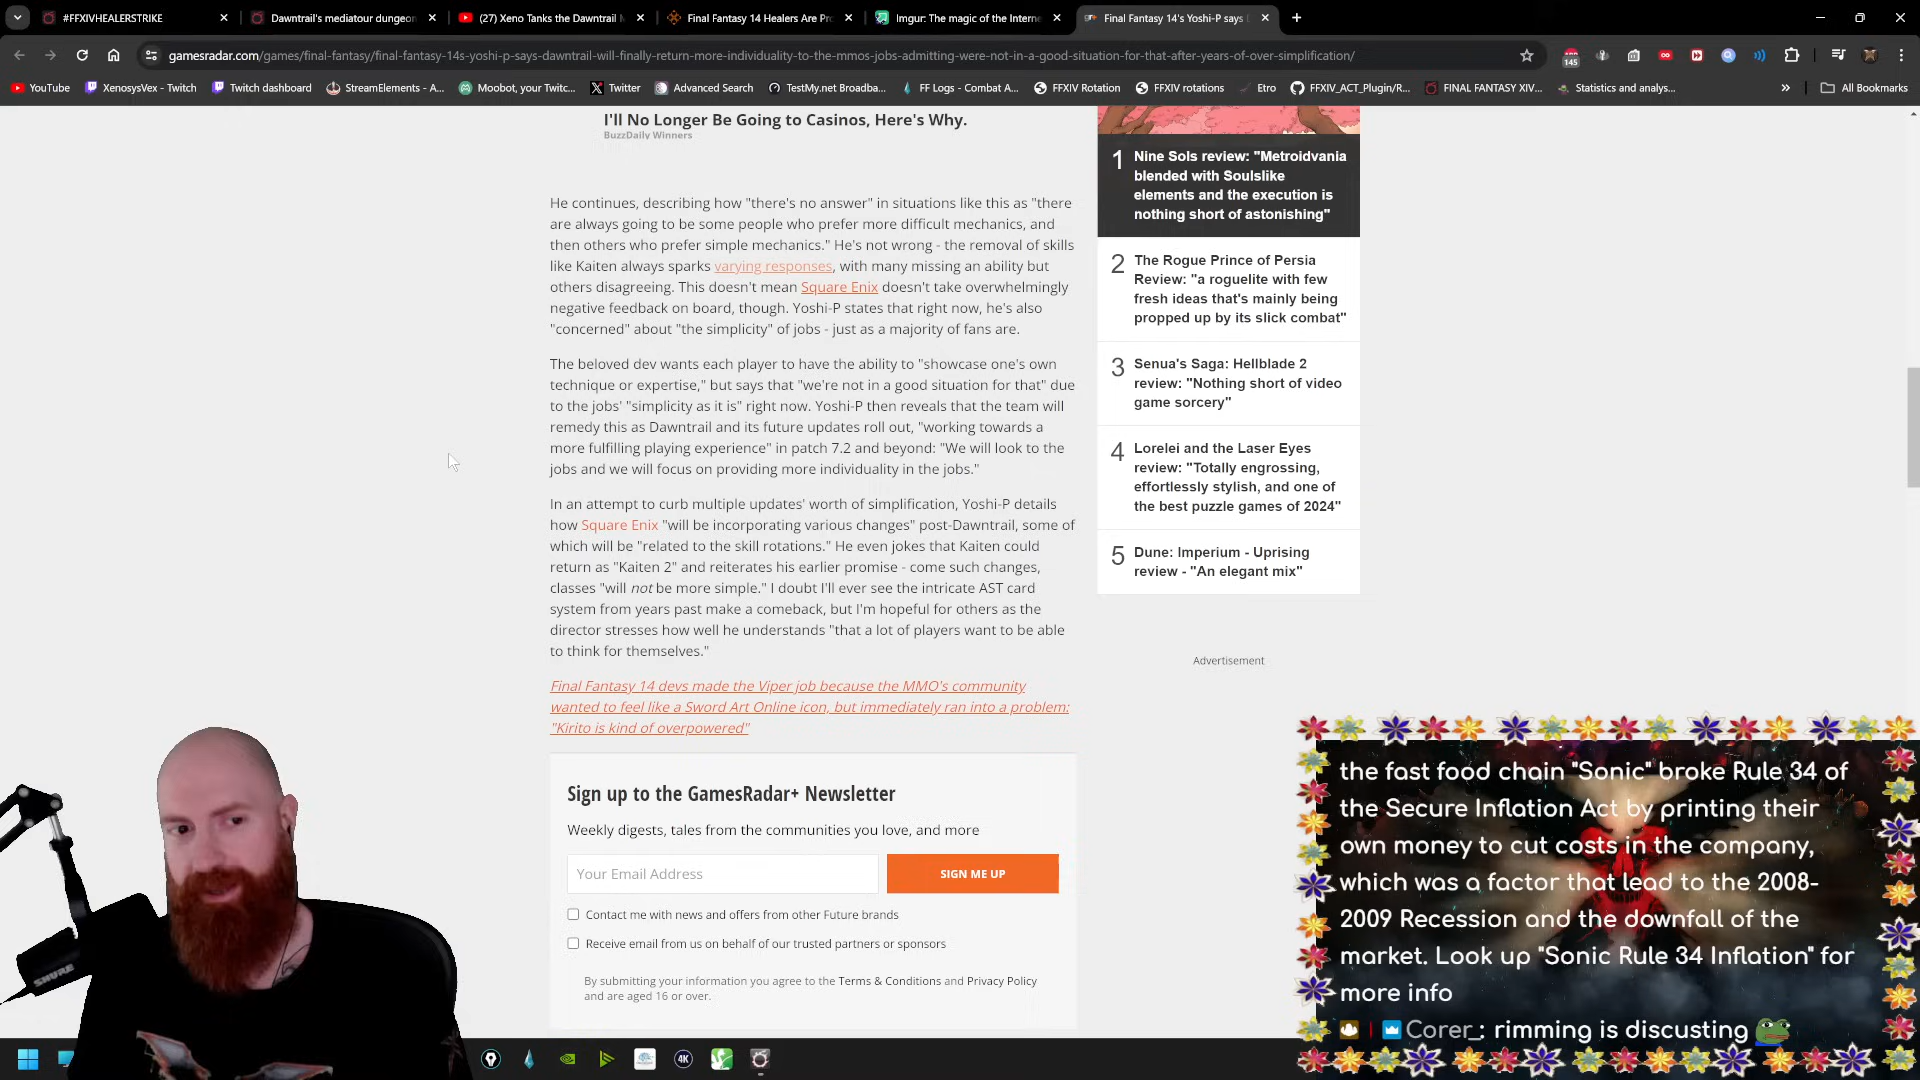 #FFXIVHEALERSTRIKE
Dawntrail's mediatour dungeon
(27) Xeno Tanks the Dawntrail M
Final Fantasy 14 Healers Are Pro
Imgur: The magic of the Interne
Final Fantasy 14's Yoshi-P says
gamesradar.com/games/final-fantasy/final-fantasy-14s-yoshi-p-says-dawntrail-will-finally-return-more-individuality-to-the-mmos-jobs-admitting-were-not-in-a-good-situation-for-that-after-years-of-over-simplification/
145
YouTube
XenosysVex - Twitch
Twitch dashboard
StreamElements - A...
Moobot, your Twitc...
Twitter
Advanced Search
TestMy.net Broadba...
FF Logs - Combat A...
FFXIV Rotation
FFXIV rotations
Etro
FFXIV_ACT_Plugin/R...
FINAL FANTASY XIV...
Statistics and analys...
All Bookmarks
I'll No Longer Be Going to Casinos, Here's Why.
BuzzDaily Winners
He continues, describing how "there's no answer" in situations like this as "there
are always going to be some people who prefer more difficult mechanics, and
then others who prefer simple mechanics." He's not wrong - the removal of skills
like Kaiten always sparks varying responses, with many missing an ability but
others disagreeing. This doesn't mean Square Enix doesn't take overwhelmingly
negative feedback on board, though. Yoshi-P states that right now, he's also
"concerned" about "the simplicity" of jobs - just as a majority of fans are.
The beloved dev wants each player to have the ability to "showcase one's own
technique or expertise," but says that "we're not in a good situation for that" due
to the jobs' "simplicity as it is" right now. Yoshi-P then reveals that the team will
remedy this as Dawntrail and its future updates roll out, "working towards a
more fulfilling playing experience" in patch 7.2 and beyond: "We will look to the
jobs and we will focus on providing more individuality in the jobs."
In an attempt to curb multiple updates' worth of simplification, Yoshi-P details
how Square Enix "will be incorporating various changes" post-Dawntrail, some of
which will be "related to the skill rotations." He even jokes that Kaiten could
return as "Kaiten 2" and reiterates his earlier promise - come such changes,
classes "will not be more simple." I doubt I'll ever see the intricate AST card
system from years past make a comeback, but I'm hopeful for others as the
director stresses how well he understands "that a lot of players want to be able
to think for themselves."
Final Fantasy 14 devs made the Viper job because the MMO's community
wanted to feel like a Sword Art Online icon, but immediately ran into a problem:
"Kirito is kind of overpowered"
Sign up to the GamesRadar+ Newsletter
Weekly digests, tales from the communities you love, and more
Your Email Address
SIGN ME UP
Contact me with news and offers from other Future brands
Receive email from us on behalf of our trusted partners or sponsors
By submitting your information you agree to the Terms & Conditions and Privacy Policy
and are aged 16 or over.
1
Nine Sols review: "Metroidvania
blended with Soulslike
elements and the execution is
nothing short of astonishing"
2
The Rogue Prince of Persia
Review: "a roguelite with few
fresh ideas that's mainly being
propped up by its slick combat"
3
Senua's Saga: Hellblade 2
review: "Nothing short of video
game sorcery"
4
Lorelei and the Laser Eyes
review: "Totally engrossing,
effortlessly stylish, and one of
the best puzzle games of 2024"
5
Dune: Imperium - Uprising
review - "An elegant mix"
Advertisement
the fast food chain "Sonic" broke Rule 34 of
the Secure Inflation Act by printing their
own money to cut costs in the company,
which was a factor that lead to the 2008-
2009 Recession and the downfall of the
market. Look up "Sonic Rule 34 Inflation" for
more info
Corer_: rimming is discusting
SHURE
4K